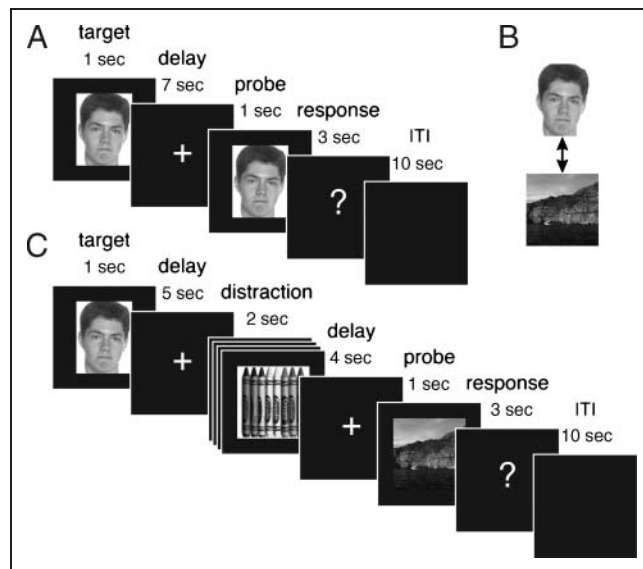 A
target
1 sec
delay
7 sec
probe
1 sec
response
3 sec
ITI
10 sec
+
?
B
C
target
1 sec
delay
5 sec
distraction
2 sec
delay
4 sec
probe
1 sec
response
3 sec
ITI
10 sec
+
+
?